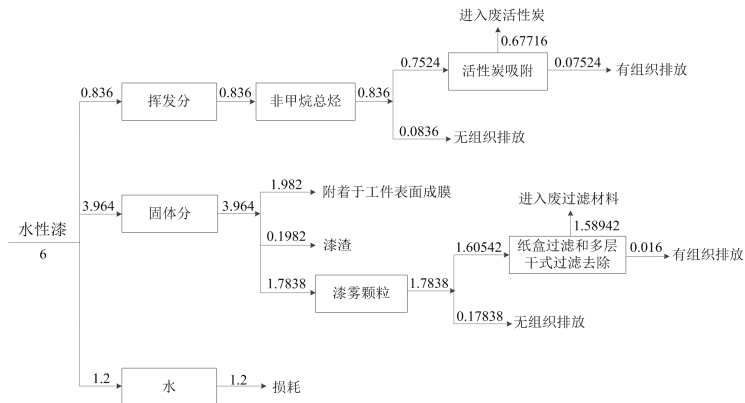 进入废活性炭
0.67716
0.7524
活性炭吸附
0.07524
有组织排放
0.836
挥发分
0.836
非甲烷总烃
0.836
0.0836
无组织排放
水性漆
6
3.964
固体分
3.964
1.982
附着于工件表面成膜
0.1982
漆渣
1.7838
漆雾颗粒
1.7838
进入废过滤材料
1.58942
1.60542
纸盒过滤和多层
干式过滤去除
0.016
有组织排放
0.17838
无组织排放
1.2
水
1.2
损耗